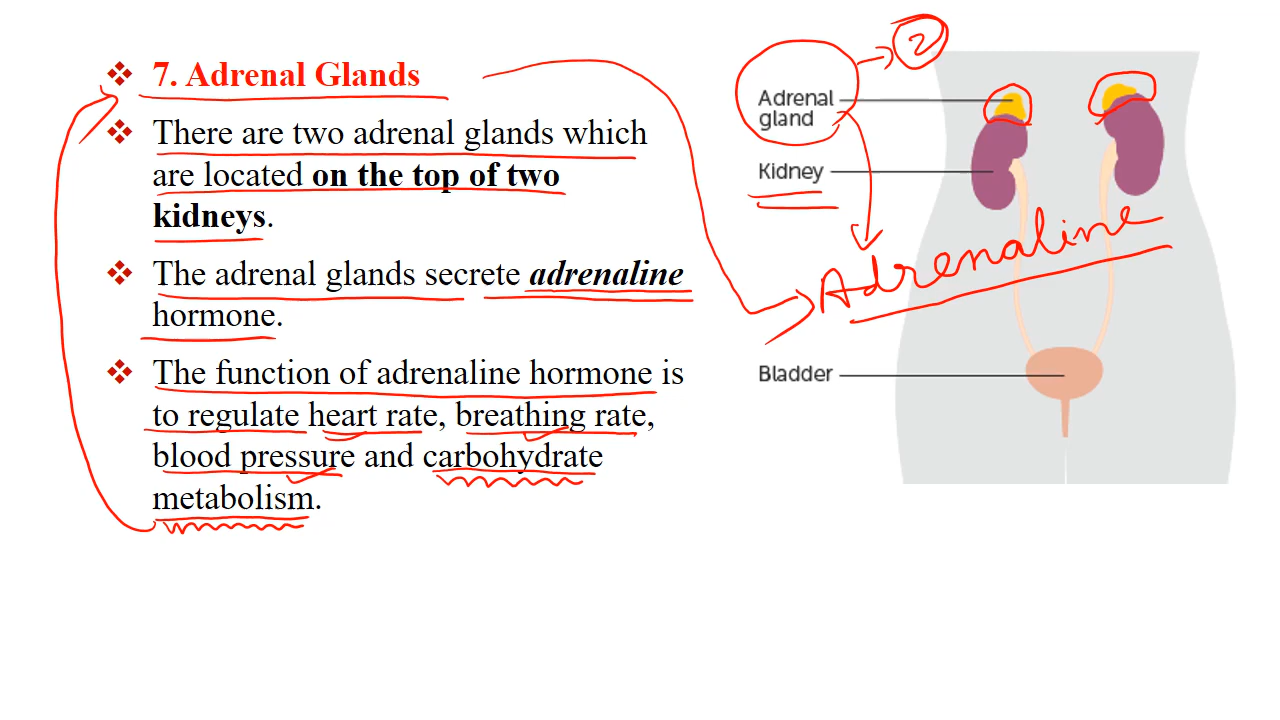 ❖ 7. Adrenal Glands
❖ There are two adrenal glands which
are located on the top of two
kidneys.
❖ The adrenal glands secrete adrenaline
hormone.
❖ The function of adrenaline hormone is
to regulate heart rate, breathing rate,
blood pressure and carbohydrate
metabolism.
2
Adrenal
gland
Kidney
Adrenaline
Bladder